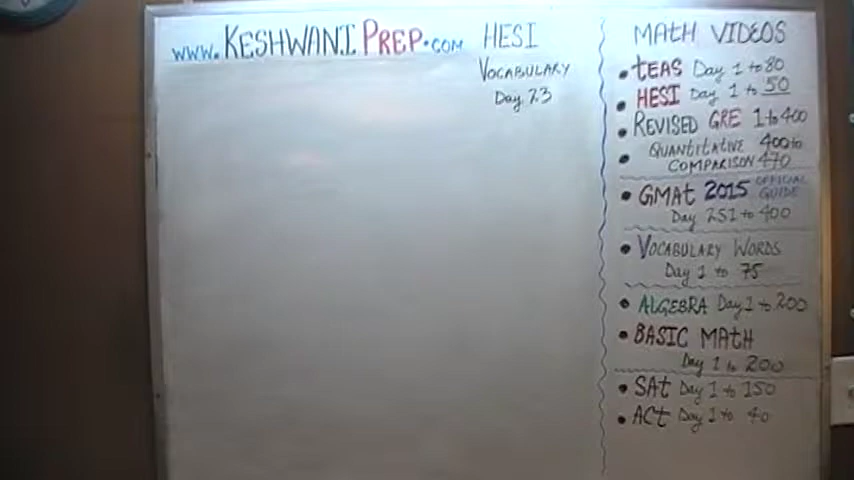 www.KESHWANIPREP.COM HESI
VOCABULARY
Day 23
MATH VIDEOS
• TEAS Day 1 to 80
• HESI Day 1 to 50
• REVISED GRE 1 to 400
• QUANTITATIVE 400 to
COMPARISON 470
• GMAT 2015 OFFICIAL
GUIDE
Day 251 to 400
• VOCABULARY WORDS
Day 1 to 75
• ALGEBRA Day 1 to 200
• BASIC MATH
Day 1 to 200
• SAT Day 1 to 150
• ACT Day 1 to 40